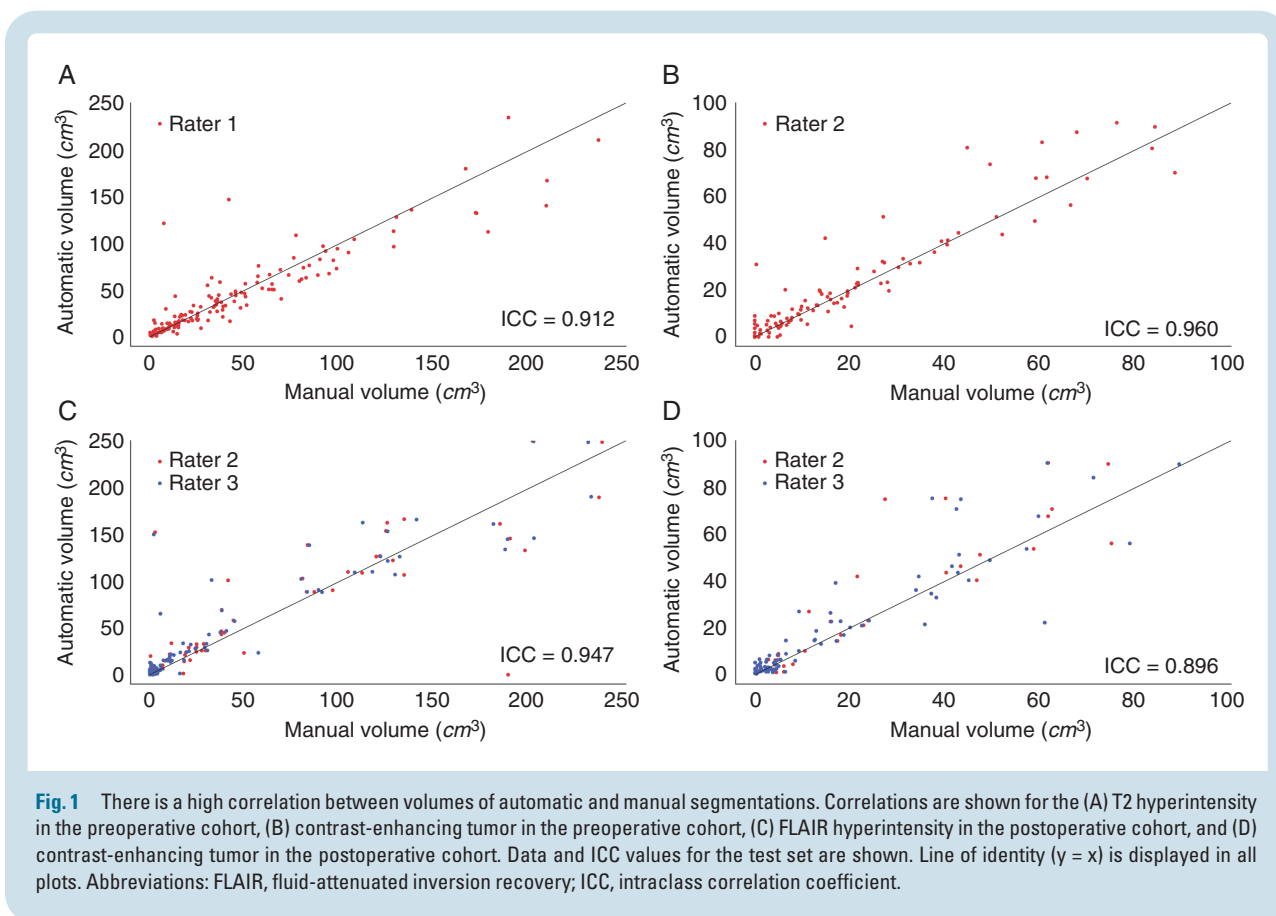 A
Automatic volume (cm³)
250
200
150
100
50
0
Rater 1
ICC = 0.912
0 50 100 150 200 250
Manual volume (cm³)
B
Automatic volume (cm³)
100
80
60
40
20
0
Rater 2
ICC = 0.960
0 20 40 60 80 100
Manual volume (cm³)
C
Automatic volume (cm³)
250
200
150
100
50
0
Rater 2
Rater 3
ICC = 0.947
0 50 100 150 200 250
Manual volume (cm³)
D
Automatic volume (cm³)
100
80
60
40
20
0
Rater 2
Rater 3
ICC = 0.896
0 20 40 60 80 100
Manual volume (cm³)
Fig. 1 There is a high correlation between volumes of automatic and manual segmentations. Correlations are shown for the (A) T2 hyperintensity
in the preoperative cohort, (B) contrast-enhancing tumor in the preoperative cohort, (C) FLAIR hyperintensity in the postoperative cohort, and (D)
contrast-enhancing tumor in the postoperative cohort. Data and ICC values for the test set are shown. Line of identity (y = x) is displayed in all
plots. Abbreviations: FLAIR, fluid-attenuated inversion recovery; ICC, intraclass correlation coefficient.